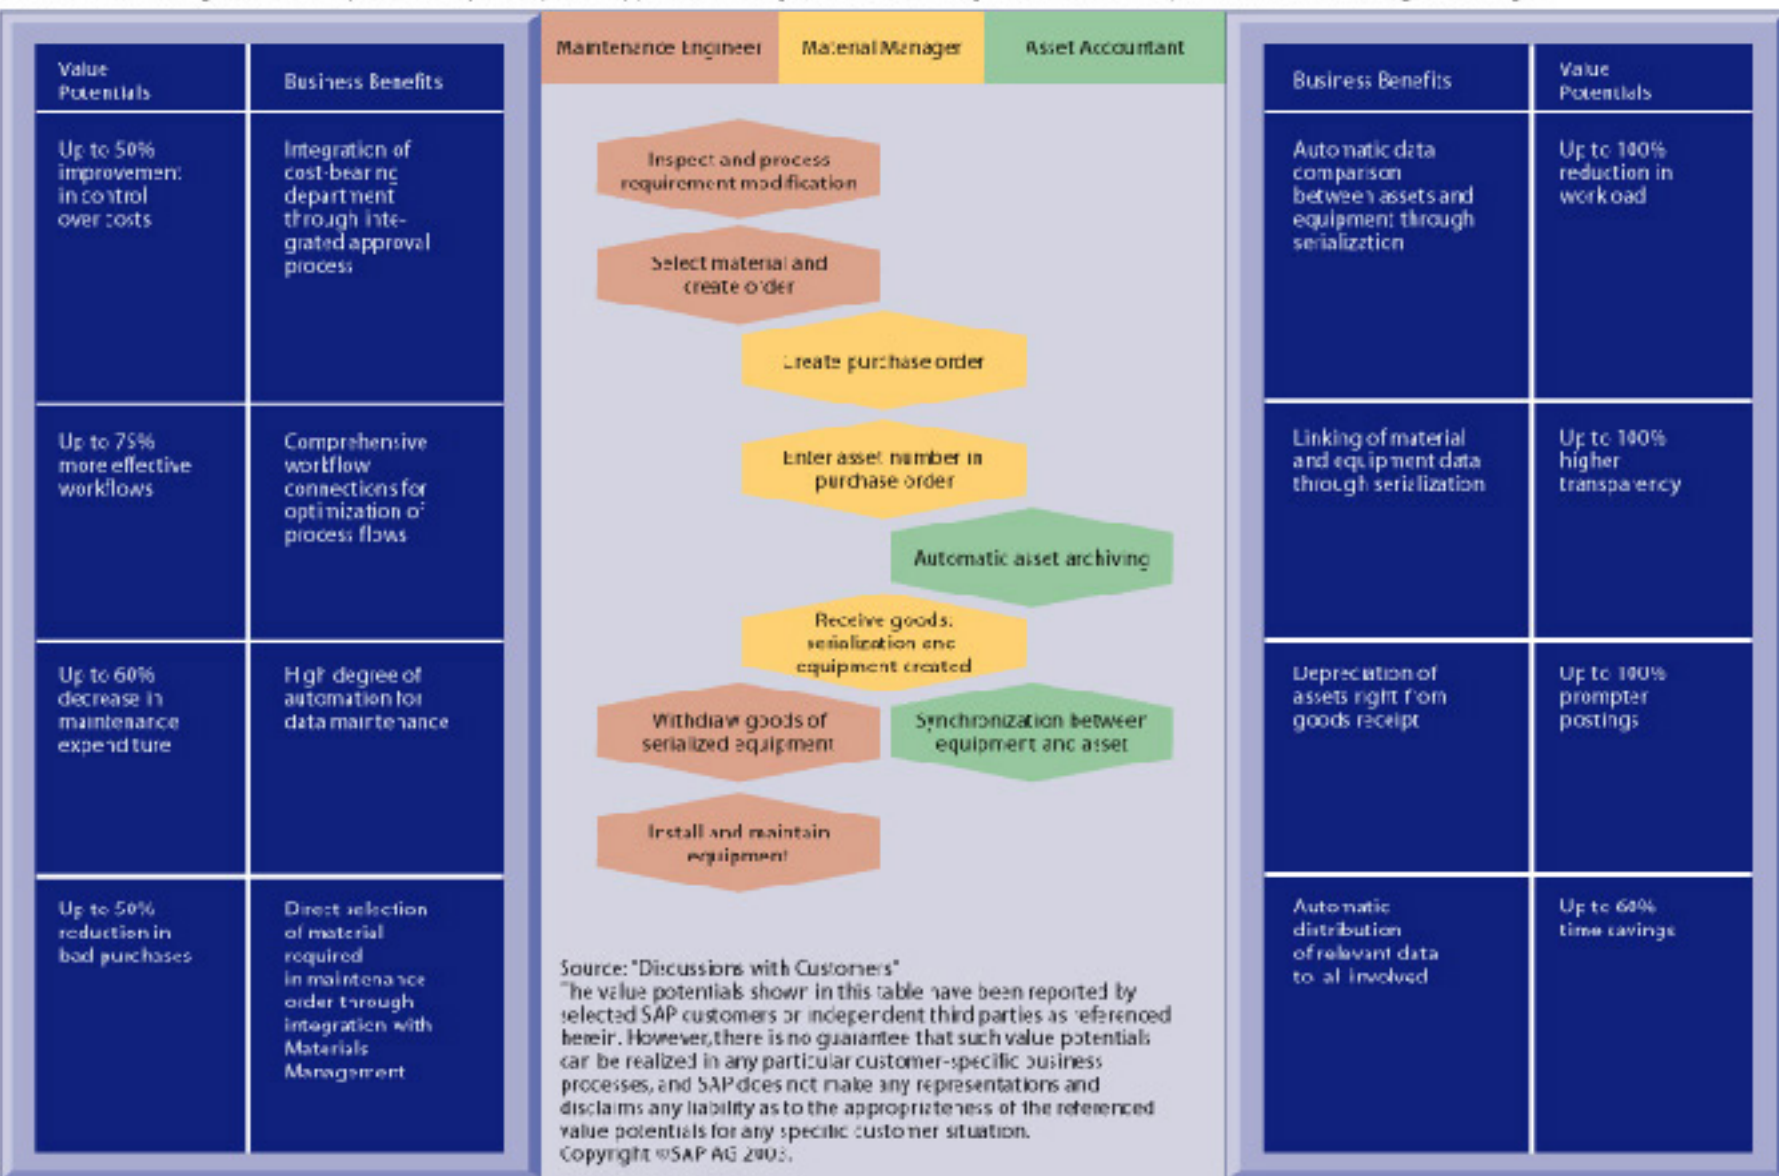 Value
Potentials
Business Benefits
Up to 50%
improvement
in control
over costs
Integration of
cost-bearing
department
through inte-
grated approval
process
Up to 75%
more effective
workflows
Comprehensive
workflow
connections for
optimization of
process flows
Up to 60%
decrease in
maintenance
expenditure
High degree of
automation for
data maintenance
Up to 50%
reduction in
bad purchases
Direct selection
of material
required
in maintenance
order through
integration with
Materials
Management
Maintenance Engineer
Material Manager
Asset Accountant
Inspect and process
requirement modification
Select material and
create order
Create purchase order
Enter asset number in
purchase order
Automatic asset archiving
Receive goods:
serialization and
equipment created
Withdraw goods of
serialized equipment
Synchronization between
equipment and asset
Install and maintain
equipment
Source: "Discussions with Customers"
The value potentials shown in this table have been reported by
selected SAP customers or independent third parties as referenced
herein. However, there is no guarantee that such value potentials
can be realized in any particular customer-specific business
processes, and SAP does not make any representations and
disclaims any liability as to the appropriateness of the referenced
value potentials for any specific customer situation.
Copyright ©SAP AG 2003.
Business Benefits
Value
Potentials
Automatic data
comparison
between assets and
equipment through
serialization
Up to 100%
reduction in
workload
Linking of material
and equipment data
through serialization
Up to 100%
higher
transparency
Depreciation of
assets right from
goods receipt
Up to 100%
prompter
postings
Automatic
distribution
of relevant data
to all involved
Up to 60%
time savings